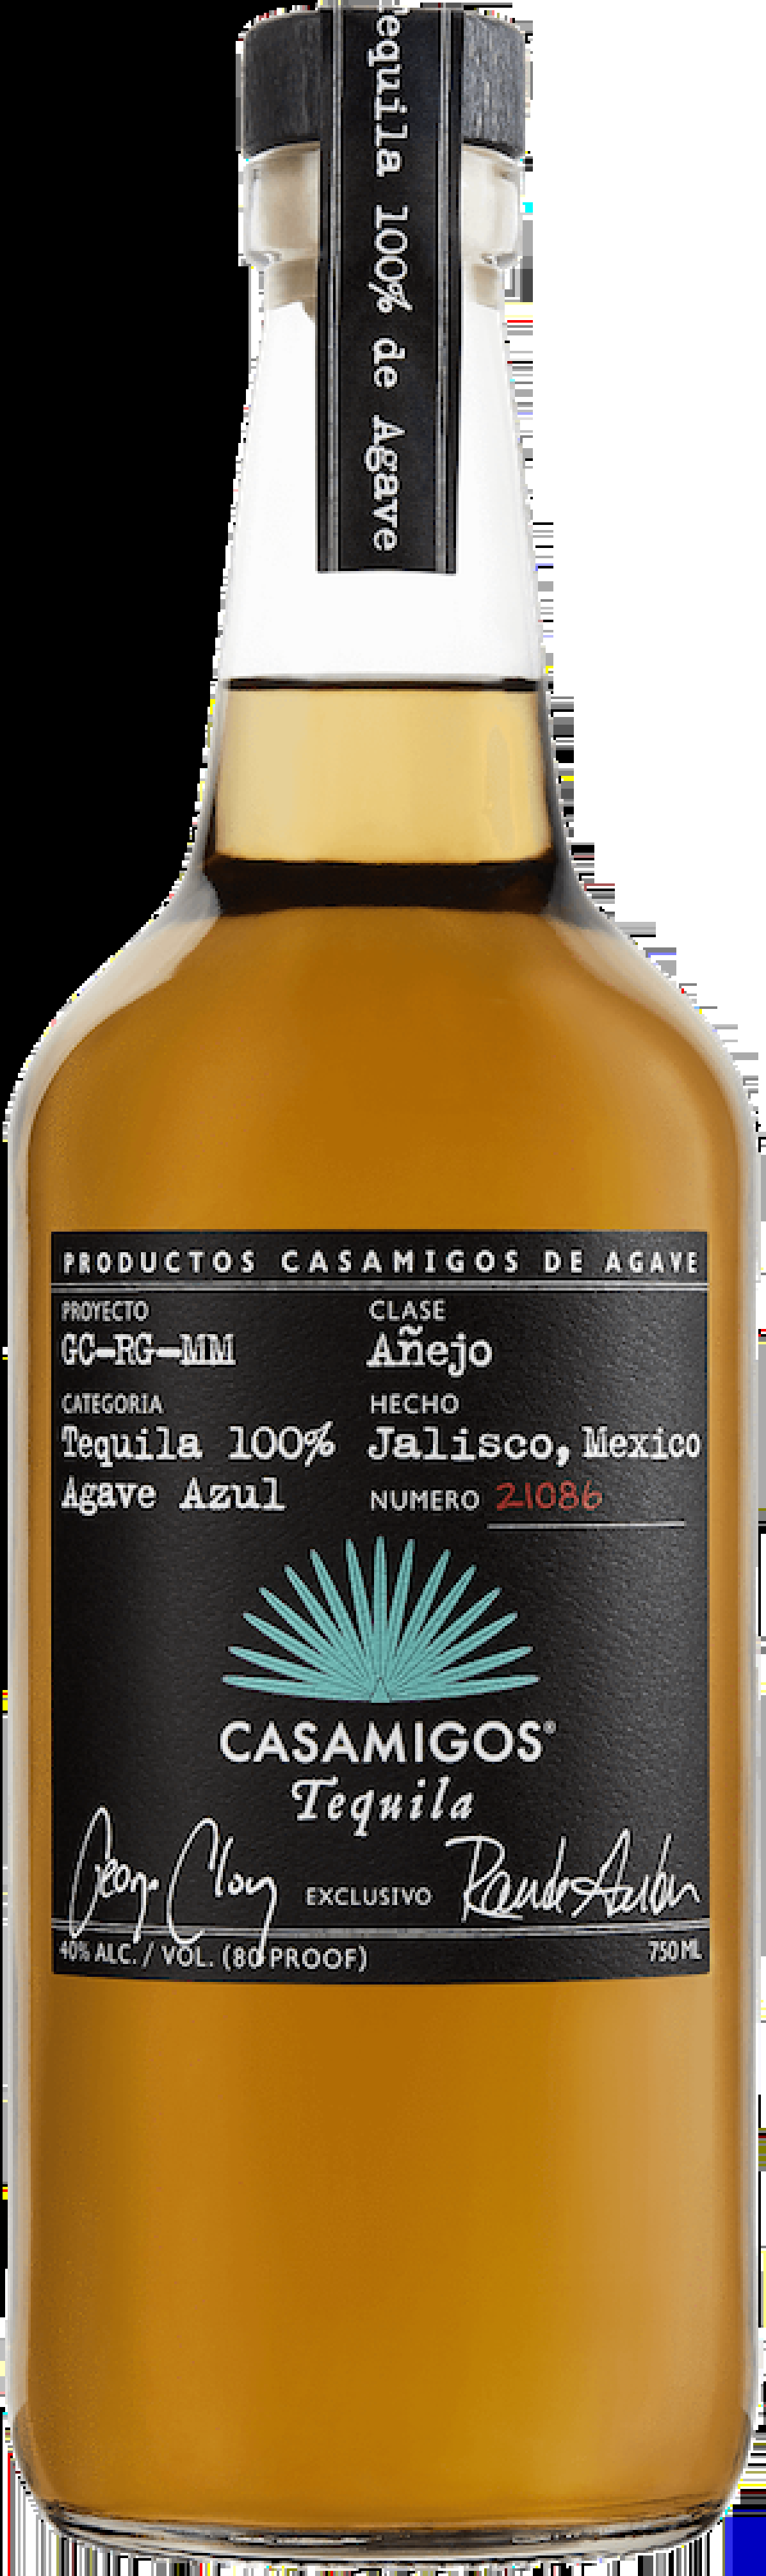 equila 100% de Agave
PRODUCTOS CASAMIGOS DE AGAVE
PROYECTO
GC-RG-MM
CLASE
Añejo
CATEGORIA
Tequila 100%
Agave Azul
HECHO
Jalisco, Mexico
NUMERO 21086
CASAMIGOS®
Tequila
EXCLUSIVO
40% ALC. / VOL. (80 PROOF)
750 ML